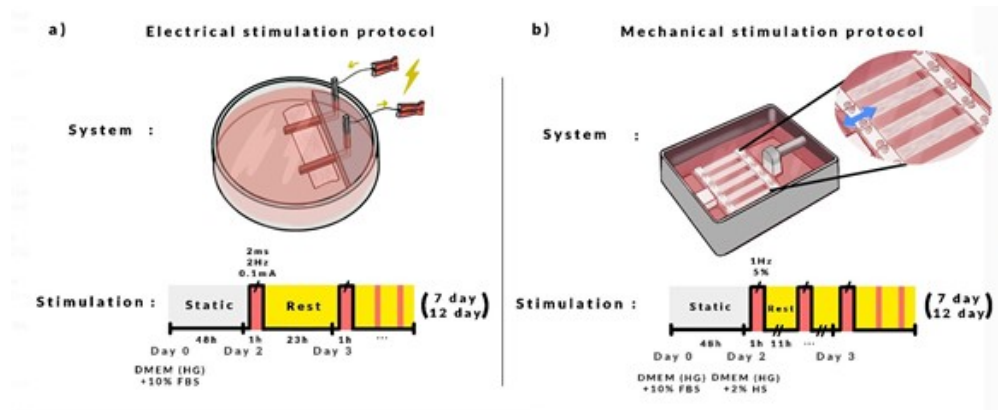 a)
Electrical stimulation protocol
System :
2ms
2Hz
0.1mA
Stimulation :
Static
Rest
(7 day
12 day)
48h
1h
23h
1h
...
Day 0
Day 2
Day 3
DMEM (HG)
+10% FBS
b)
Mechanical stimulation protocol
System :
1Hz
5%
Stimulation :
Static
Rest
(7 day
12 day)
48h
1h
11h
...
Day 0
Day 2
Day 3
DMEM (HG)
+10% FBS
DMEM (HG)
+2% HS